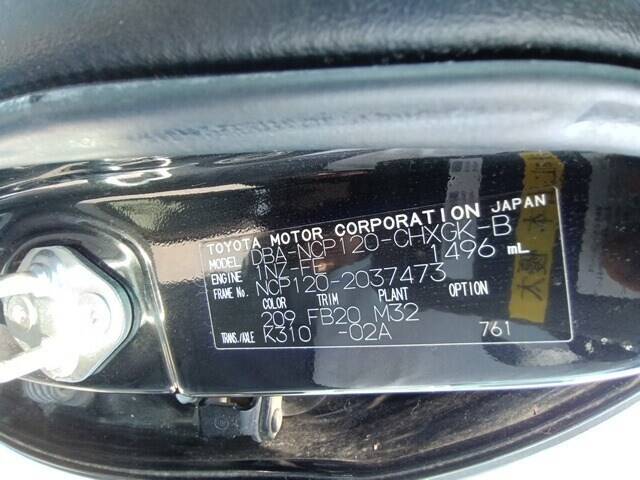 TOYOTA MOTOR CORPORATION JAPAN
MODEL DBA-NCP120-CHXGK-B
ENGINE 1NZ-FE 1496 mL
FRAME No. NCP120-2037473
COLOR TRIM PLANT OPTION
209 FB20 M32
TRANS./AXLE K310 -02A 761